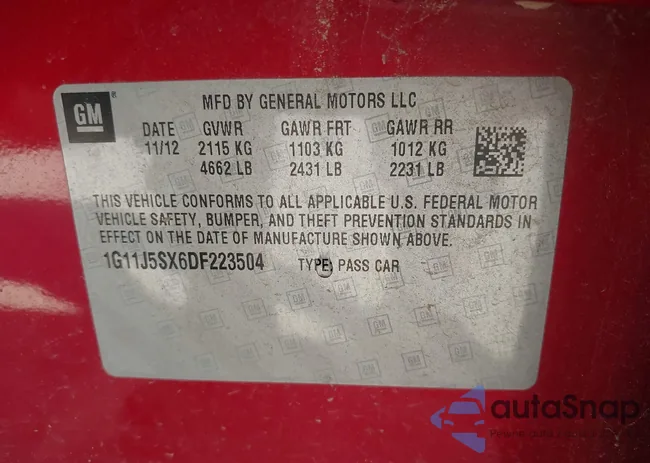 GM
MFD BY GENERAL MOTORS LLC
DATE GVWR GAWR FRT GAWR RR
11/12 2115 KG 1103 KG 1012 KG
4662 LB 2431 LB 2231 LB
THIS VEHICLE CONFORMS TO ALL APPLICABLE U.S. FEDERAL MOTOR
VEHICLE SAFETY, BUMPER, AND THEFT PREVENTION STANDARDS IN
EFFECT ON THE DATE OF MANUFACTURE SHOWN ABOVE.
1G11J5SX6DF223504 TYPE: PASS CAR
autaSnap